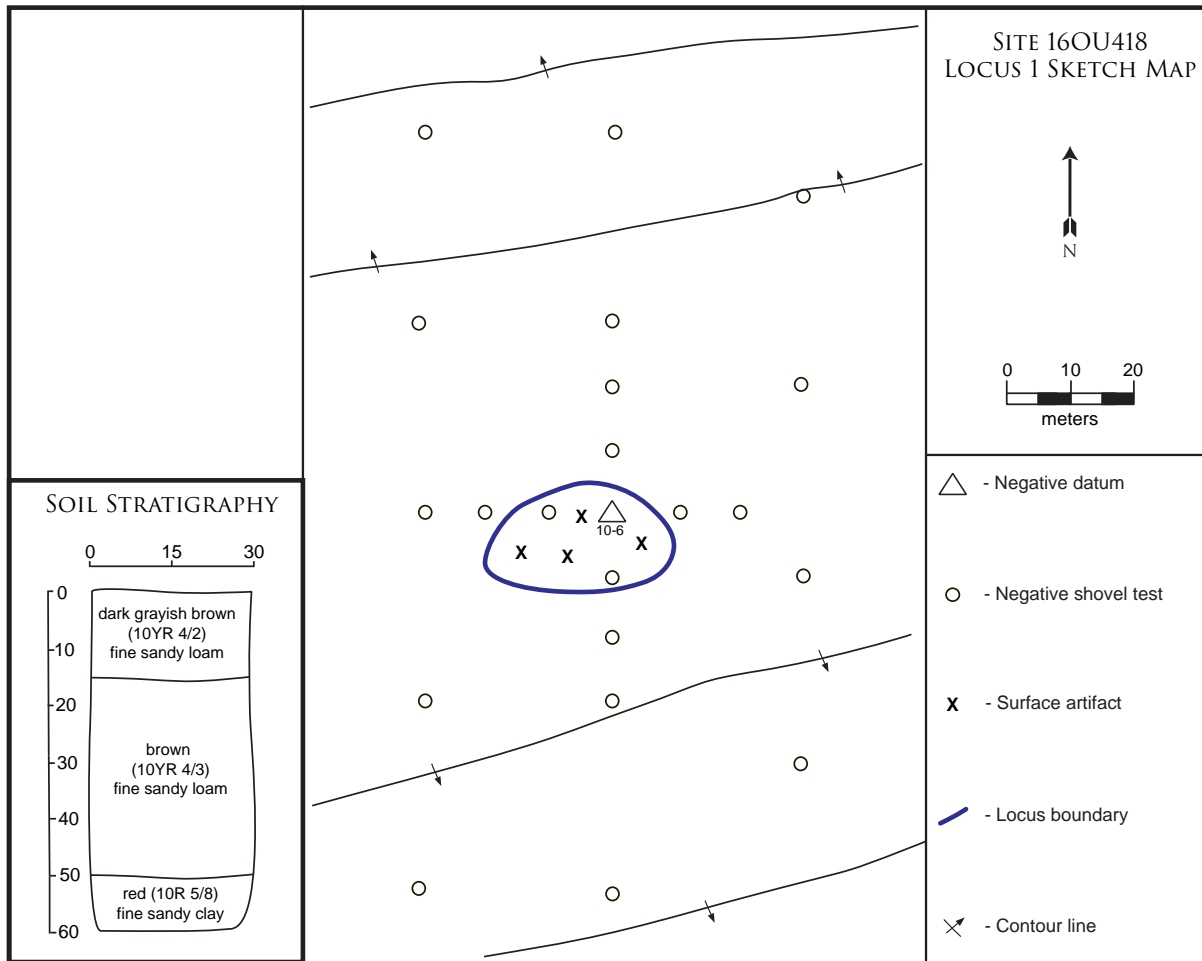 SITE 16OU418
LOCUS 1 SKETCH MAP
N
0 10 20
meters
- Negative datum
- Negative shovel test
X - Surface artifact
- Locus boundary
- Contour line
X
10-6
X
X
X
SOIL STRATIGRAPHY
0 15 30
0
10
20
30
40
50
60
dark grayish brown
(10YR 4/2)
fine sandy loam
brown
(10YR 4/3)
fine sandy loam
red (10R 5/8)
fine sandy clay